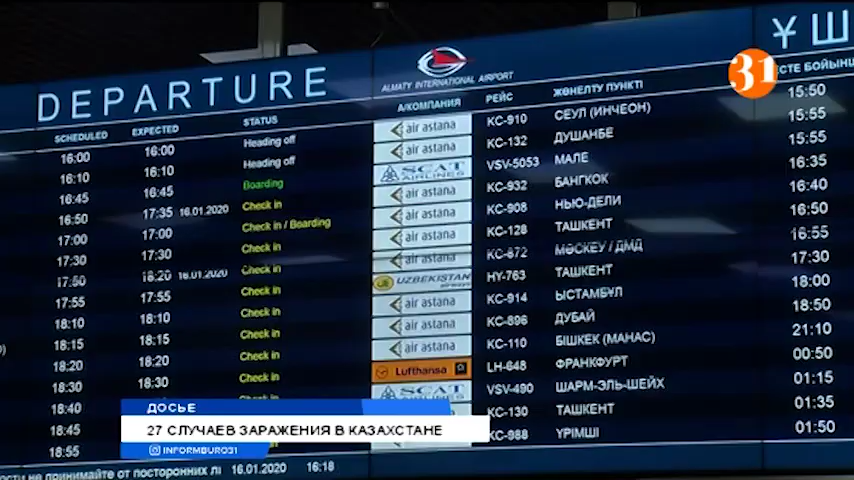 DEPARTURE
ALMATY INTERNATIONAL AIRPORT
ҰШ
31
SCHEDULED EXPECTED STATUS А/КОМПАНИЯ РЕЙС ЖӨНЕЛТУ ПУНКТІ
16:00 16:00 Heading off air astana KC-910 СЕУЛ (ИНЧЕОН) 15:50
16:10 16:10 Heading off air astana KC-132 ДУШАНБЕ 15:55
16:45 16:45 Boarding SCAT AIRLINES VSV-5053 МАЛЕ 15:55
16:50 17:35 16.01.2020 Check in air astana KC-932 БАНГКОК 16:35
17:00 17:00 Check in / Boarding air astana KC-908 НЬЮ-ДЕЛИ 16:40
17:30 17:30 Check in air astana KC-128 ТАШКЕНТ 16:50
17:50 18:20 16.01.2020 Check in air astana KC-872 МӘСКЕУ / ДМД 16:55
17:55 17:55 Check in UZBEKISTAN airways HY-763 ТАШКЕНТ 17:30
18:10 18:10 Check in air astana KC-914 ЫСТАМБҰЛ 18:00
18:15 18:15 Check in air astana KC-896 ДУБАЙ 18:50
18:20 18:20 Check in air astana KC-110 БІШКЕК (МАНАС) 21:10
18:30 18:30 Check in Lufthansa LH-648 ФРАНКФУРТ 00:50
18:40 SCAT VSV-490 ШАРМ-ЭЛЬ-ШЕЙХ 01:15
18:45 KC-130 ТАШКЕНТ 01:35
18:55 KC-988 ҮРІМШІ 01:50
ДОСЬЕ
27 СЛУЧАЕВ ЗАРАЖЕНИЯ В КАЗАХСТАНЕ
INFORMBURO31
не принимайте от посторонних 16.01.2020 16:18